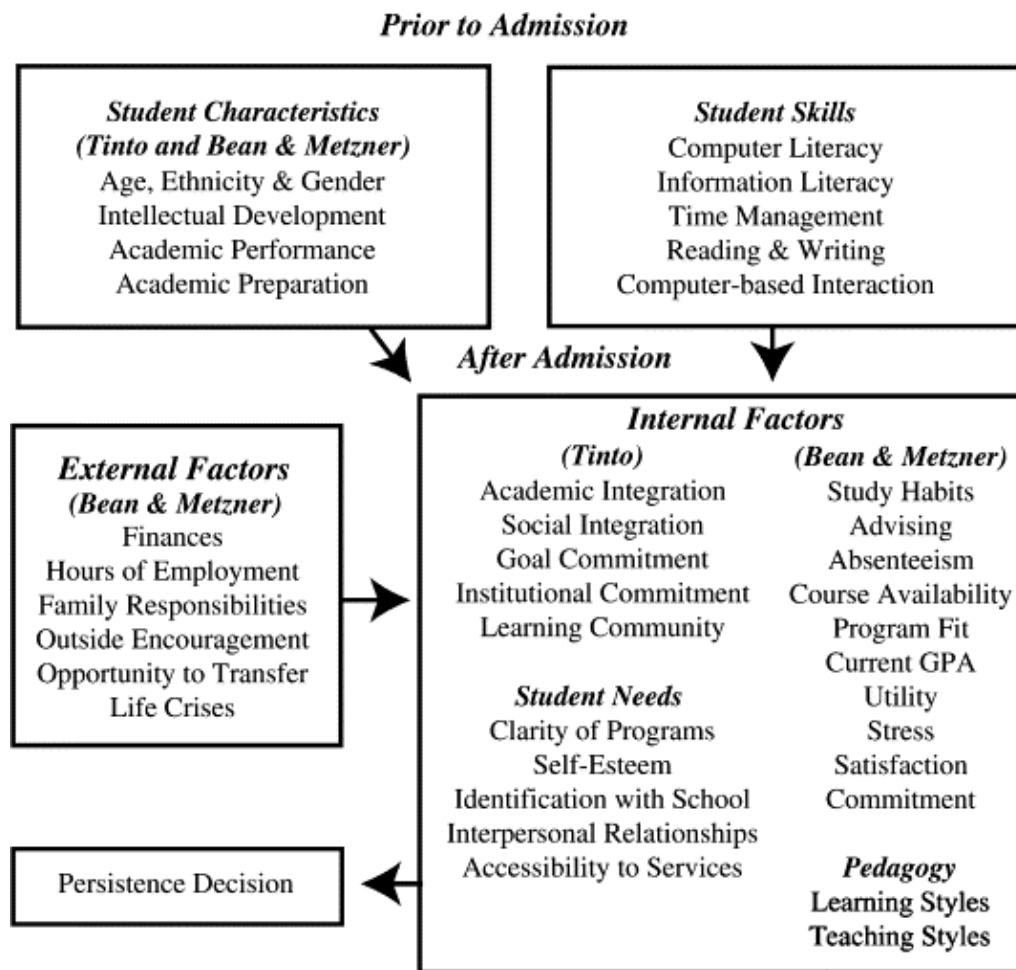 Prior to Admission
Student Characteristics
(Tinto and Bean & Metzner)
Age, Ethnicity & Gender
Intellectual Development
Academic Performance
Academic Preparation
Student Skills
Computer Literacy
Information Literacy
Time Management
Reading & Writing
Computer-based Interaction
After Admission
External Factors
(Bean & Metzner)
Finances
Hours of Employment
Family Responsibilities
Outside Encouragement
Opportunity to Transfer
Life Crises
Internal Factors
(Tinto)
Academic Integration
Social Integration
Goal Commitment
Institutional Commitment
Learning Community
Student Needs
Clarity of Programs
Self-Esteem
Identification with School
Interpersonal Relationships
Accessibility to Services
(Bean & Metzner)
Study Habits
Advising
Absenteeism
Course Availability
Program Fit
Current GPA
Utility
Stress
Satisfaction
Commitment
Pedagogy
Learning Styles
Teaching Styles
Persistence Decision